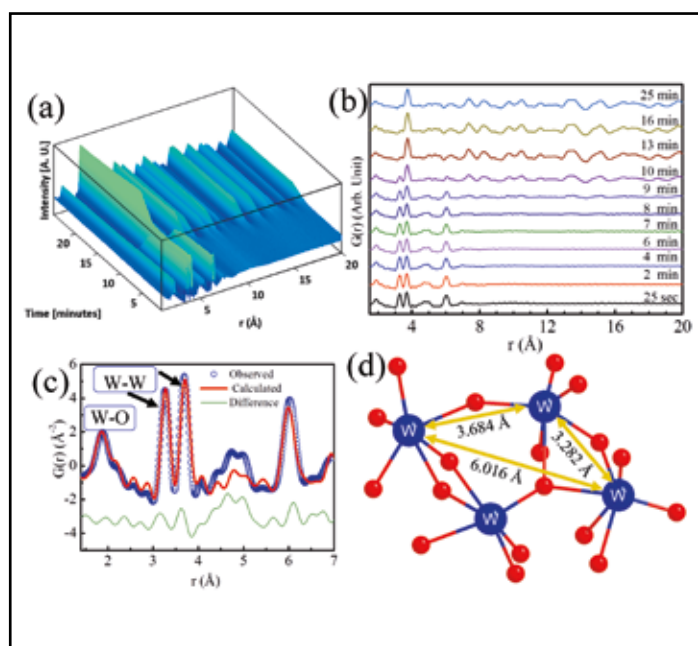 (a)
Intensity [A. U.]
20
15
10
5
Time [minutes]
5
10
15
20
r (Å)
(b)
G(r) (Arb. Unit)
25 min
16 min
13 min
10 min
9 min
8 min
7 min
6 min
4 min
2 min
25 sec
4 8 12 16 20
r (Å)
(c)
G(r) (Å⁻²)
6
4
2
0
-2
-4
W-W
W-O
Observed
Calculated
Difference
2 3 4 5 6 7
r (Å)
(d)
W
W
W
W
3.684 Å
3.282 Å
6.016 Å